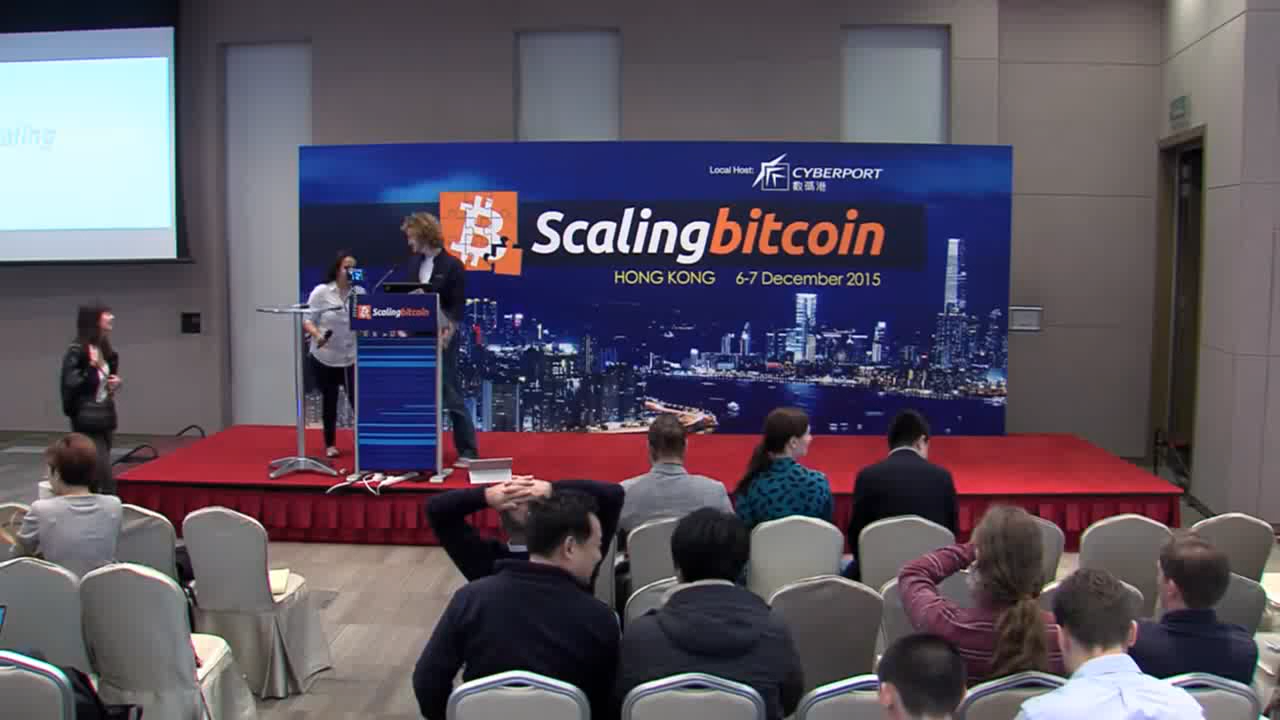 Local Host: CYBERPORT
數碼港
Scalingbitcoin
HONG KONG 6-7 December 2015
Scalingbitcoin